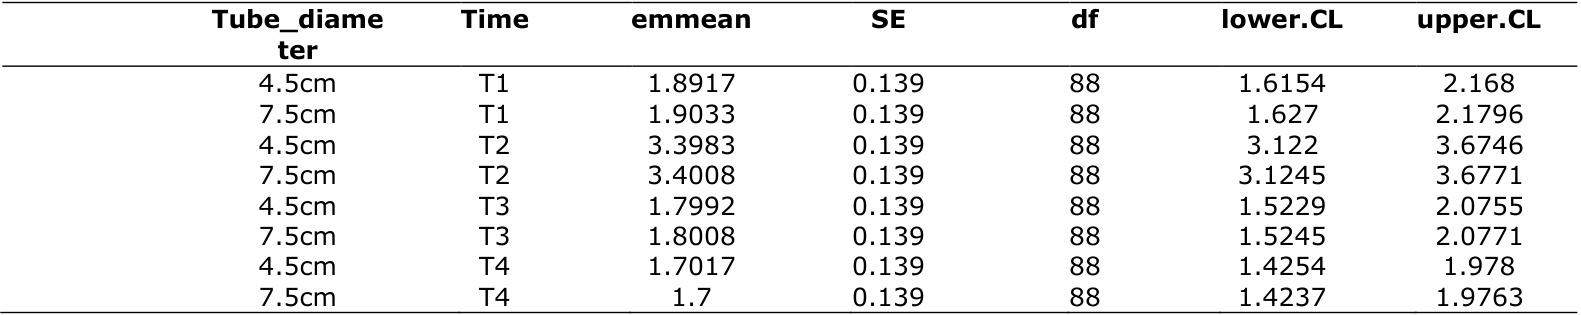 Tube_diame Time emmean SE df lower.CL upper.CL
ter
4.5cm T1 1.8917 0.139 88 1.6154 2.168
7.5cm T1 1.9033 0.139 88 1.627 2.1796
4.5cm T2 3.3983 0.139 88 3.122 3.6746
7.5cm T2 3.4008 0.139 88 3.1245 3.6771
4.5cm T3 1.7992 0.139 88 1.5229 2.0755
7.5cm T3 1.8008 0.139 88 1.5245 2.0771
4.5cm T4 1.7017 0.139 88 1.4254 1.978
7.5cm T4 1.7 0.139 88 1.4237 1.9763